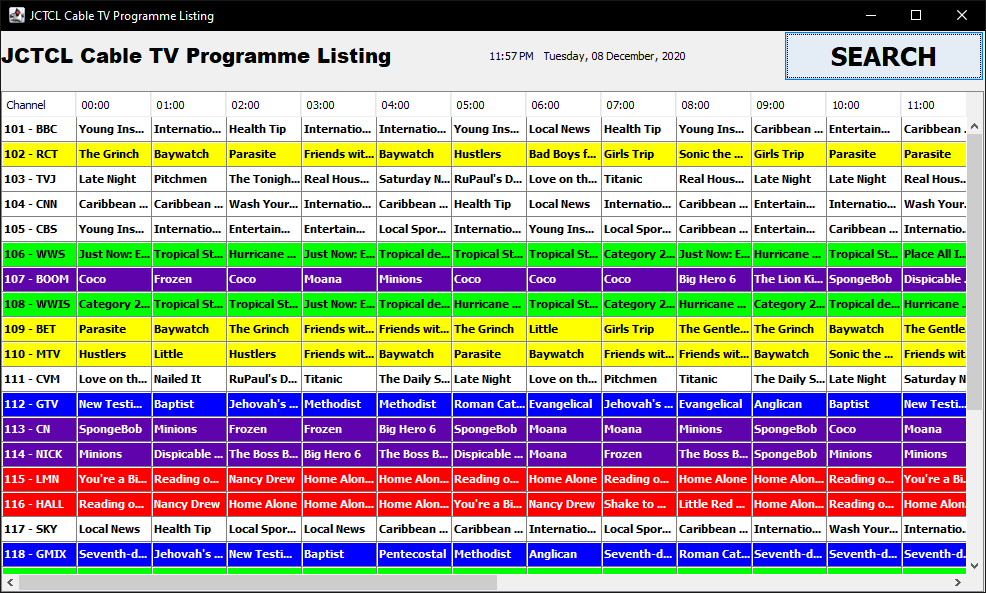 JCTCL Cable TV Programme Listing
JCTCL Cable TV Programme Listing 11:57 PM Tuesday, 08 December, 2020 SEARCH
Channel 00:00 01:00 02:00 03:00 04:00 05:00 06:00 07:00 08:00 09:00 10:00 11:00
101 - BBC Young Ins... Internatio... Health Tip Internatio... Internatio... Young Ins... Local News Health Tip Young Ins... Caribbean ... Entertain... Caribbean .
102 - RCT The Grinch Baywatch Parasite Friends wit... Baywatch Hustlers Bad Boys f... Girls Trip Sonic the ... Girls Trip Parasite Parasite
103 - TVJ Late Night Pitchmen The Tonigh... Real Hous... Saturday N... RuPaul's D... Love on th... Titanic Real Hous... Late Night Late Night Real Hous..
104 - CNN Caribbean ... Caribbean ... Wash Your... Internatio... Caribbean ... Health Tip Local News Internatio... Caribbean ... Entertain... Internatio... Wash Your..
105 - CBS Young Ins... Internatio... Entertain... Entertain... Local Spor... Internatio... Young Ins... Local Spor... Caribbean ... Entertain... Caribbean ... Internatio..
106 - WWS Just Now: E... Tropical St... Hurricane ... Just Now: E... Tropical de... Tropical St... Tropical St... Category 2... Just Now: E... Hurricane ... Tropical St... Place All I..
107 - BOOM Coco Frozen Coco Moana Minions Coco Coco Coco Big Hero 6 The Lion Ki... SpongeBob Dispicable .
108 - WWIS Category 2... Tropical St... Tropical St... Just Now: E... Tropical de... Hurricane ... Tropical St... Category 2... Hurricane ... Category 2... Tropical de... Hurricane .
109 - BET Parasite Baywatch The Grinch Friends wit... Friends wit... The Grinch Little Girls Trip The Gentle... The Grinch Baywatch The Gentle.
110 - MTV Hustlers Little Hustlers Friends wit... Baywatch Parasite Baywatch Friends wit... Friends wit... Baywatch Sonic the ... Friends wit
111 - CVM Love on th... Nailed It RuPaul's D... Titanic The Daily S... Late Night Love on th... Pitchmen Titanic The Daily S... Late Night Saturday N
112 - GTV New Testi... Baptist Jehovah's ... Methodist Methodist Roman Cat... Evangelical Jehovah's ... Evangelical Anglican Baptist New Testi..
113 - CN SpongeBob Minions Frozen Frozen Big Hero 6 SpongeBob Moana Moana Minions SpongeBob Coco Moana
114 - NICK Minions Dispicable ... The Boss B... Big Hero 6 The Boss B... Dispicable ... Moana Frozen The Boss B... SpongeBob Minions Minions
115 - LMN You're a Bi... Reading o... Nancy Drew Home Alon... Home Alon... Reading o... Home Alone Reading o... Home Alone Home Alon... Reading o... You're a Bi
116 - HALL Reading o... Nancy Drew Home Alone Home Alone Home Alon... You're a Bi... Nancy Drew Shake to ... Little Red ... Home Alon... Reading o... Home Alon.
117 - SKY Local News Health Tip Local Spor... Local News Caribbean ... Caribbean ... Internatio... Local Spor... Caribbean ... Internatio... Wash Your... Internatio..
118 - GMIX Seventh-d... Jehovah's ... New Testi... Baptist Pentecostal Methodist Anglican Seventh-d... Roman Cat... Seventh-d... Seventh-d... Seventh-d.